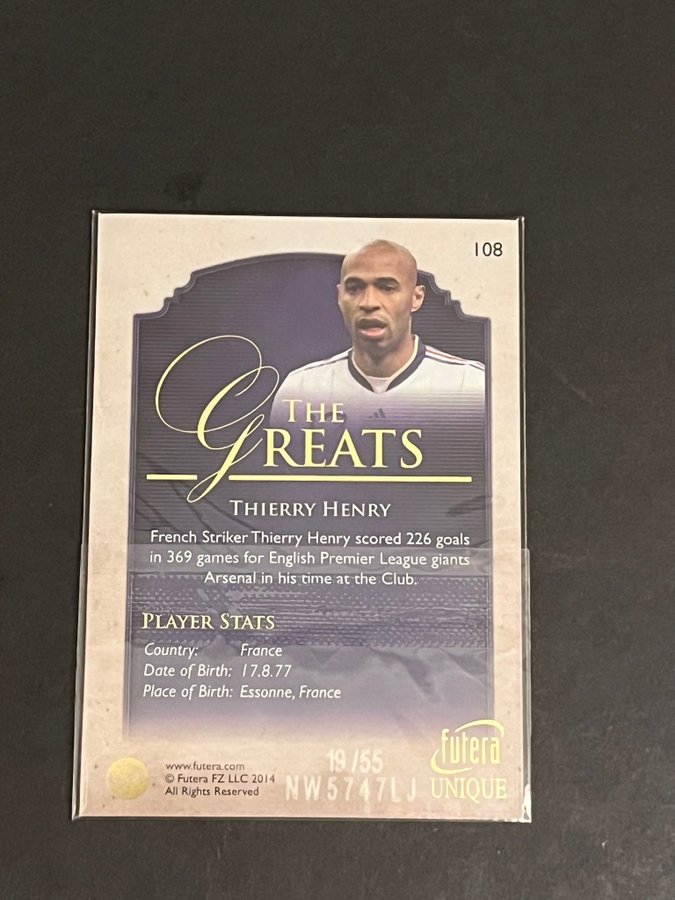 108
The Greats
Thierry Henry
French Striker Thierry Henry scored 226 goals
in 369 games for English Premier League giants
Arsenal in his time at the Club.
Player Stats
Country: France
Date of Birth: 17.8.77
Place of Birth: Essonne, France
www.futera.com
© Futera FZ LLC 2014
All Rights Reserved
19/55
NW5747LJ
futera
UNIQUE